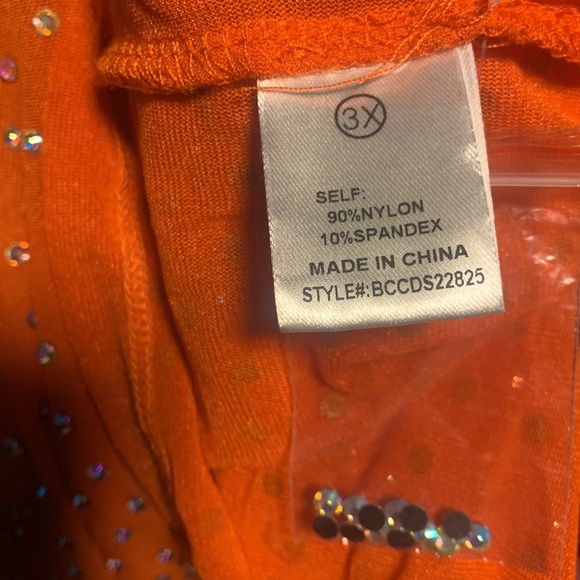 3X
SELF:
90%NYLON
10%SPANDEX
MADE IN CHINA
STYLE#:BCCDS22825